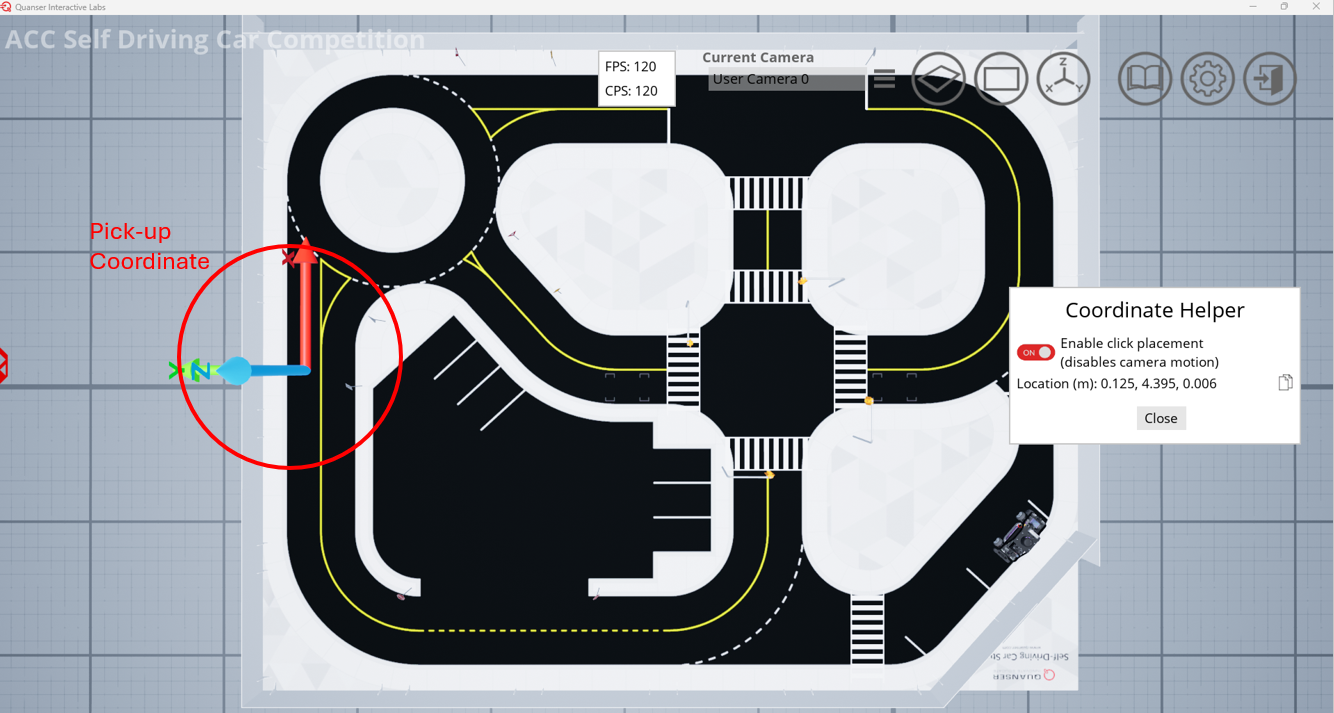 Quanser Interactive Labs
ACC Self Driving Car Competition
FPS: 120
CPS: 120
Current Camera
User Camera 0
Z
X
Y
Pick-up
Coordinate
X
Z
Coordinate Helper
ON
Enable click placement
(disables camera motion)
Location (m): 0.125, 4.395, 0.006
Close
Self-Driving Car St
QUANSER